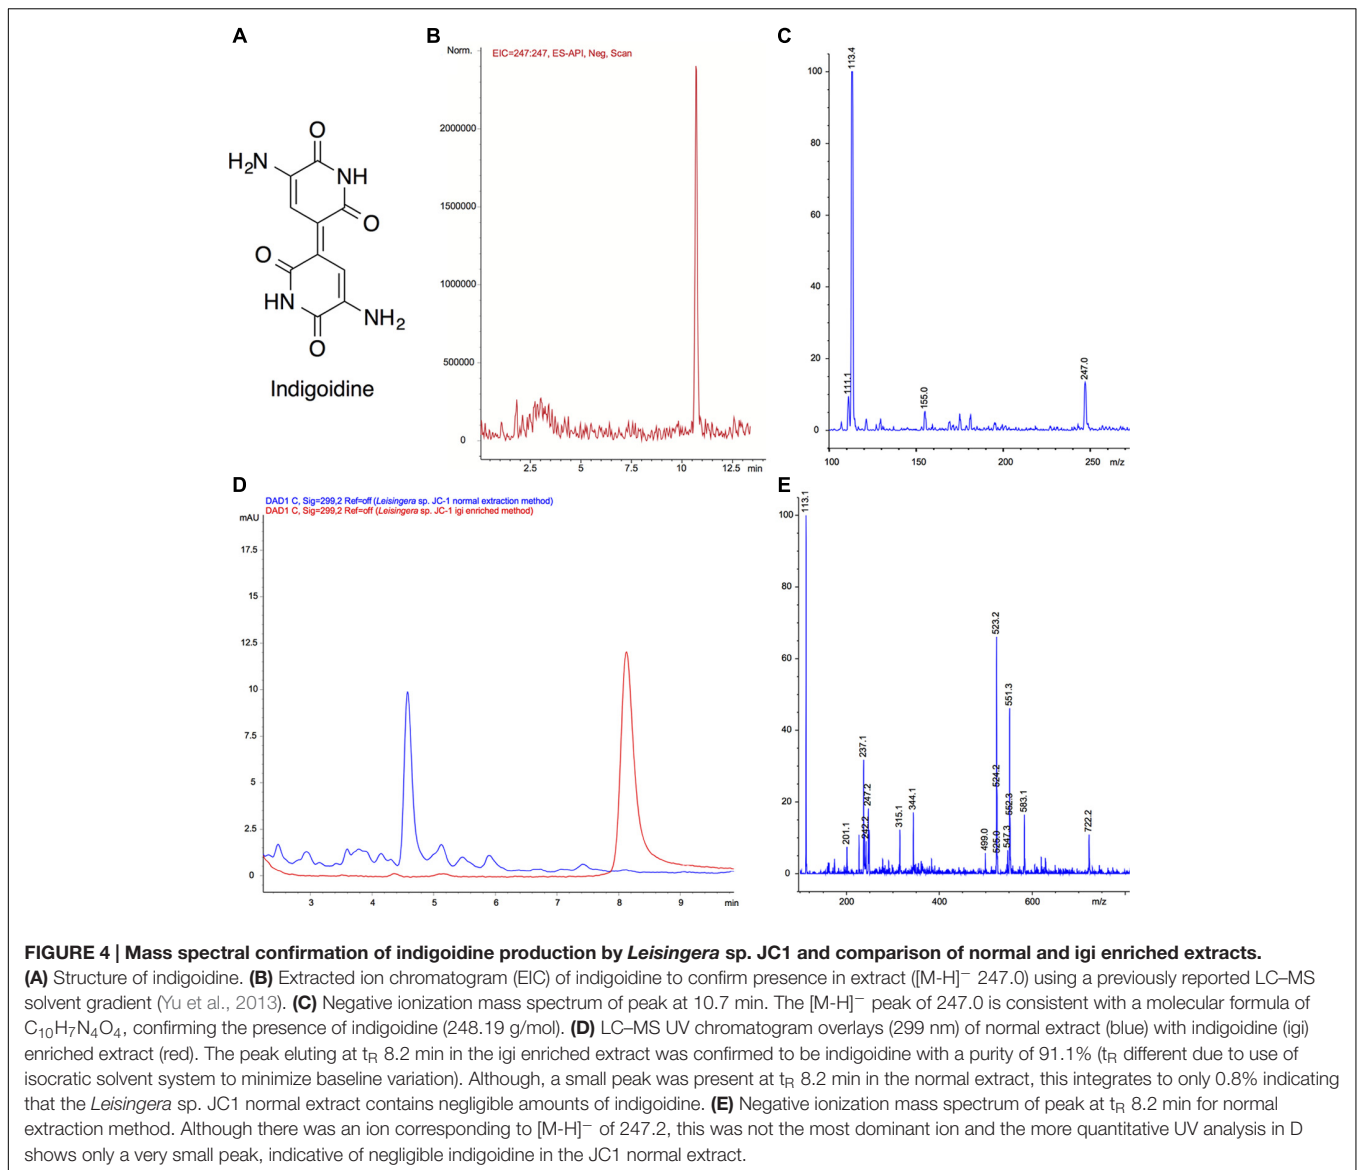 A
O
H2N
NH
O
O
HN
NH2
O
Indigoidine
B
Norm.
EIC=247:247, ES-API, Neg, Scan
2000000
1500000
1000000
500000
0
2.5 5 7.5 10 12.5 min
C
113.4
100
80
60
40
20
0
111.1
155.0
247.0
100 150 200 250 m/z
D
DAD1 C, Sig=299,2 Ref=off (Leisingera sp. JC-1 normal extraction method)
DAD1 C, Sig=299,2 Ref=off (Leisingera sp. JC-1 igi enriched method)
mAU
17.5
15
12.5
10
7.5
5
2.5
0
3 4 5 6 7 8 9 min
E
113.1
100
80
60
40
20
0
201.1
237.1
242.2
247.2
315.1
344.1
499.0
523.2
524.2
525.0
547.3
551.3
552.3
583.1
722.2
200 400 600 m/z
FIGURE 4 | Mass spectral confirmation of indigoidine production by Leisingera sp. JC1 and comparison of normal and igi enriched extracts.
(A) Structure of indigoidine. (B) Extracted ion chromatogram (EIC) of indigoidine to confirm presence in extract ([M-H]− 247.0) using a previously reported LC–MS
solvent gradient (Yu et al., 2013). (C) Negative ionization mass spectrum of peak at 10.7 min. The [M-H]− peak of 247.0 is consistent with a molecular formula of
C10H7N4O4, confirming the presence of indigoidine (248.19 g/mol). (D) LC–MS UV chromatogram overlays (299 nm) of normal extract (blue) with indigoidine (igi)
enriched extract (red). The peak eluting at tR 8.2 min in the igi enriched extract was confirmed to be indigoidine with a purity of 91.1% (tR different due to use of
isocratic solvent system to minimize baseline variation). Although, a small peak was present at tR 8.2 min in the normal extract, this integrates to only 0.8% indicating
that the Leisingera sp. JC1 normal extract contains negligible amounts of indigoidine. (E) Negative ionization mass spectrum of peak at tR 8.2 min for normal
extraction method. Although there was an ion corresponding to [M-H]− of 247.2, this was not the most dominant ion and the more quantitative UV analysis in D
shows only a very small peak, indicative of negligible indigoidine in the JC1 normal extract.